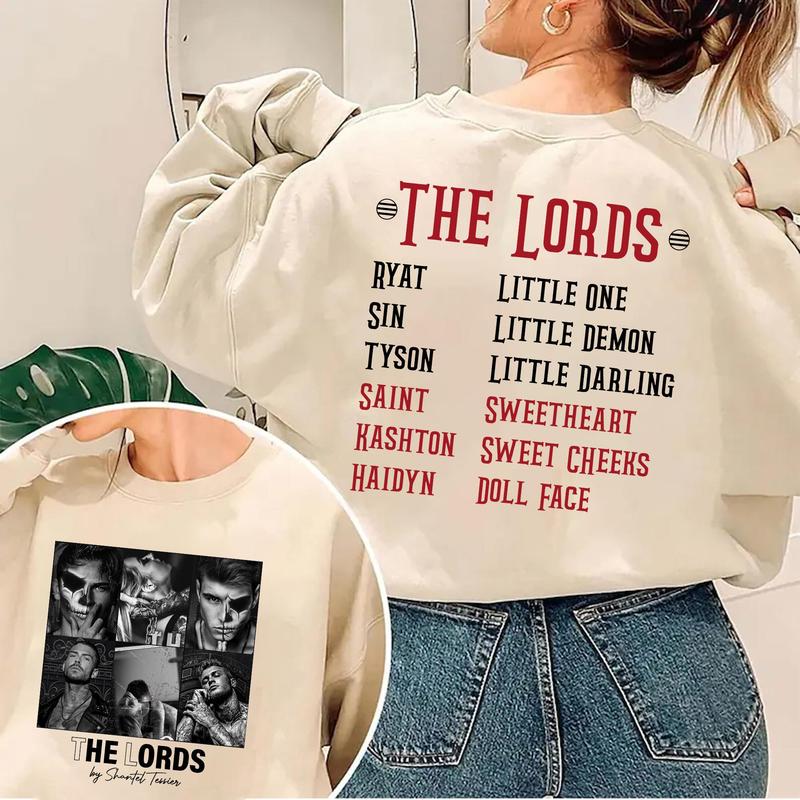 THE LORDS
RYAT LITTLE ONE
SIN LITTLE DEMON
TYSON LITTLE DARLING
SAINT SWEETHEART
KASHTON SWEET CHEEKS
HAIDYN DOLL FACE
THE LORDS
by Shantel Tessier